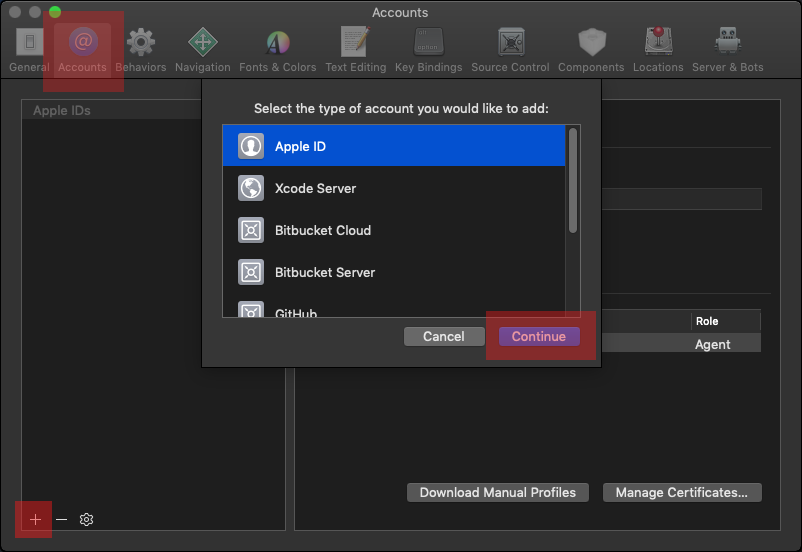 Accounts
General Accounts Behaviors Navigation Fonts & Colors Text Editing Key Bindings Source Control Components Locations Server & Bots
Apple IDs
Select the type of account you would like to add:
Apple ID
Xcode Server
Bitbucket Cloud
Bitbucket Server
GitHub
Cancel Continue
Role
Agent
Download Manual Profiles Manage Certificates...